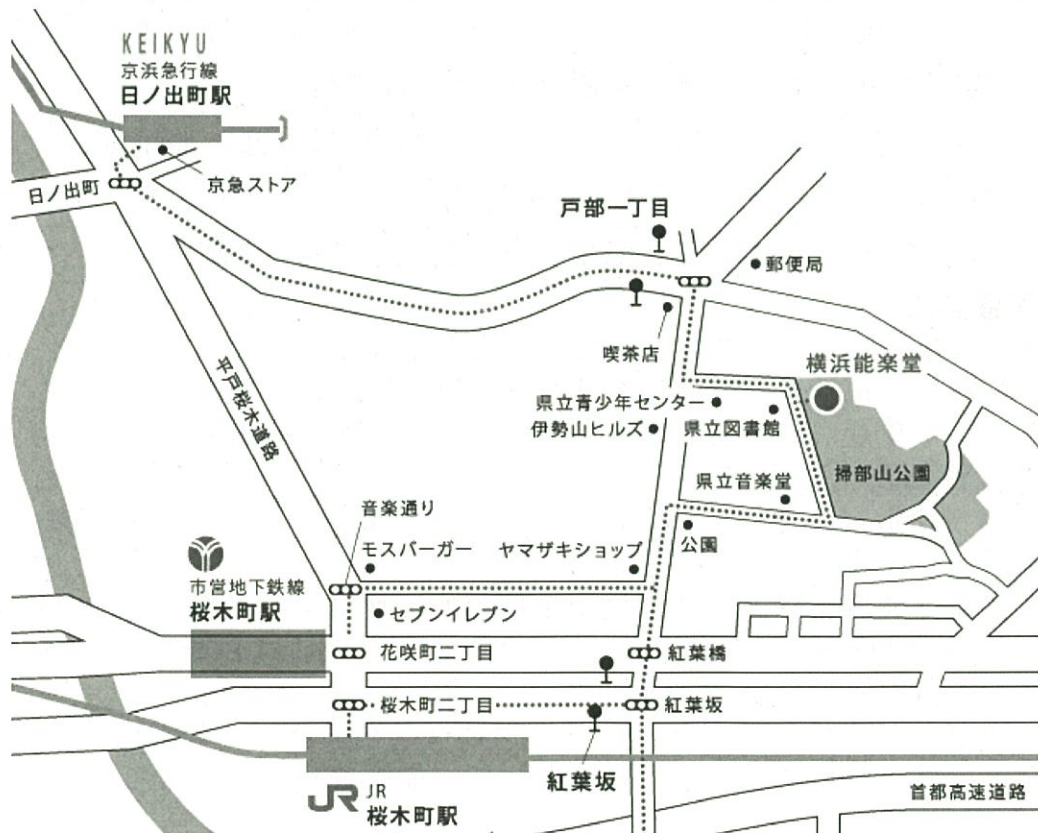 KEIKYU
京浜急行線
日ノ出町駅
日ノ出町
京急ストア
戸部一丁目
郵便局
喫茶店
横浜能楽堂
平戸桜木道路
県立青少年センター
伊勢山ヒルズ
県立図書館
掃部山公園
県立音楽堂
音楽通り
モスバーガー
ヤマザキショップ
公園
市営地下鉄線
桜木町駅
セブンイレブン
花咲町二丁目
紅葉橋
桜木町二丁目
紅葉坂
紅葉坂
JR JR
桜木町駅
首都高速道路